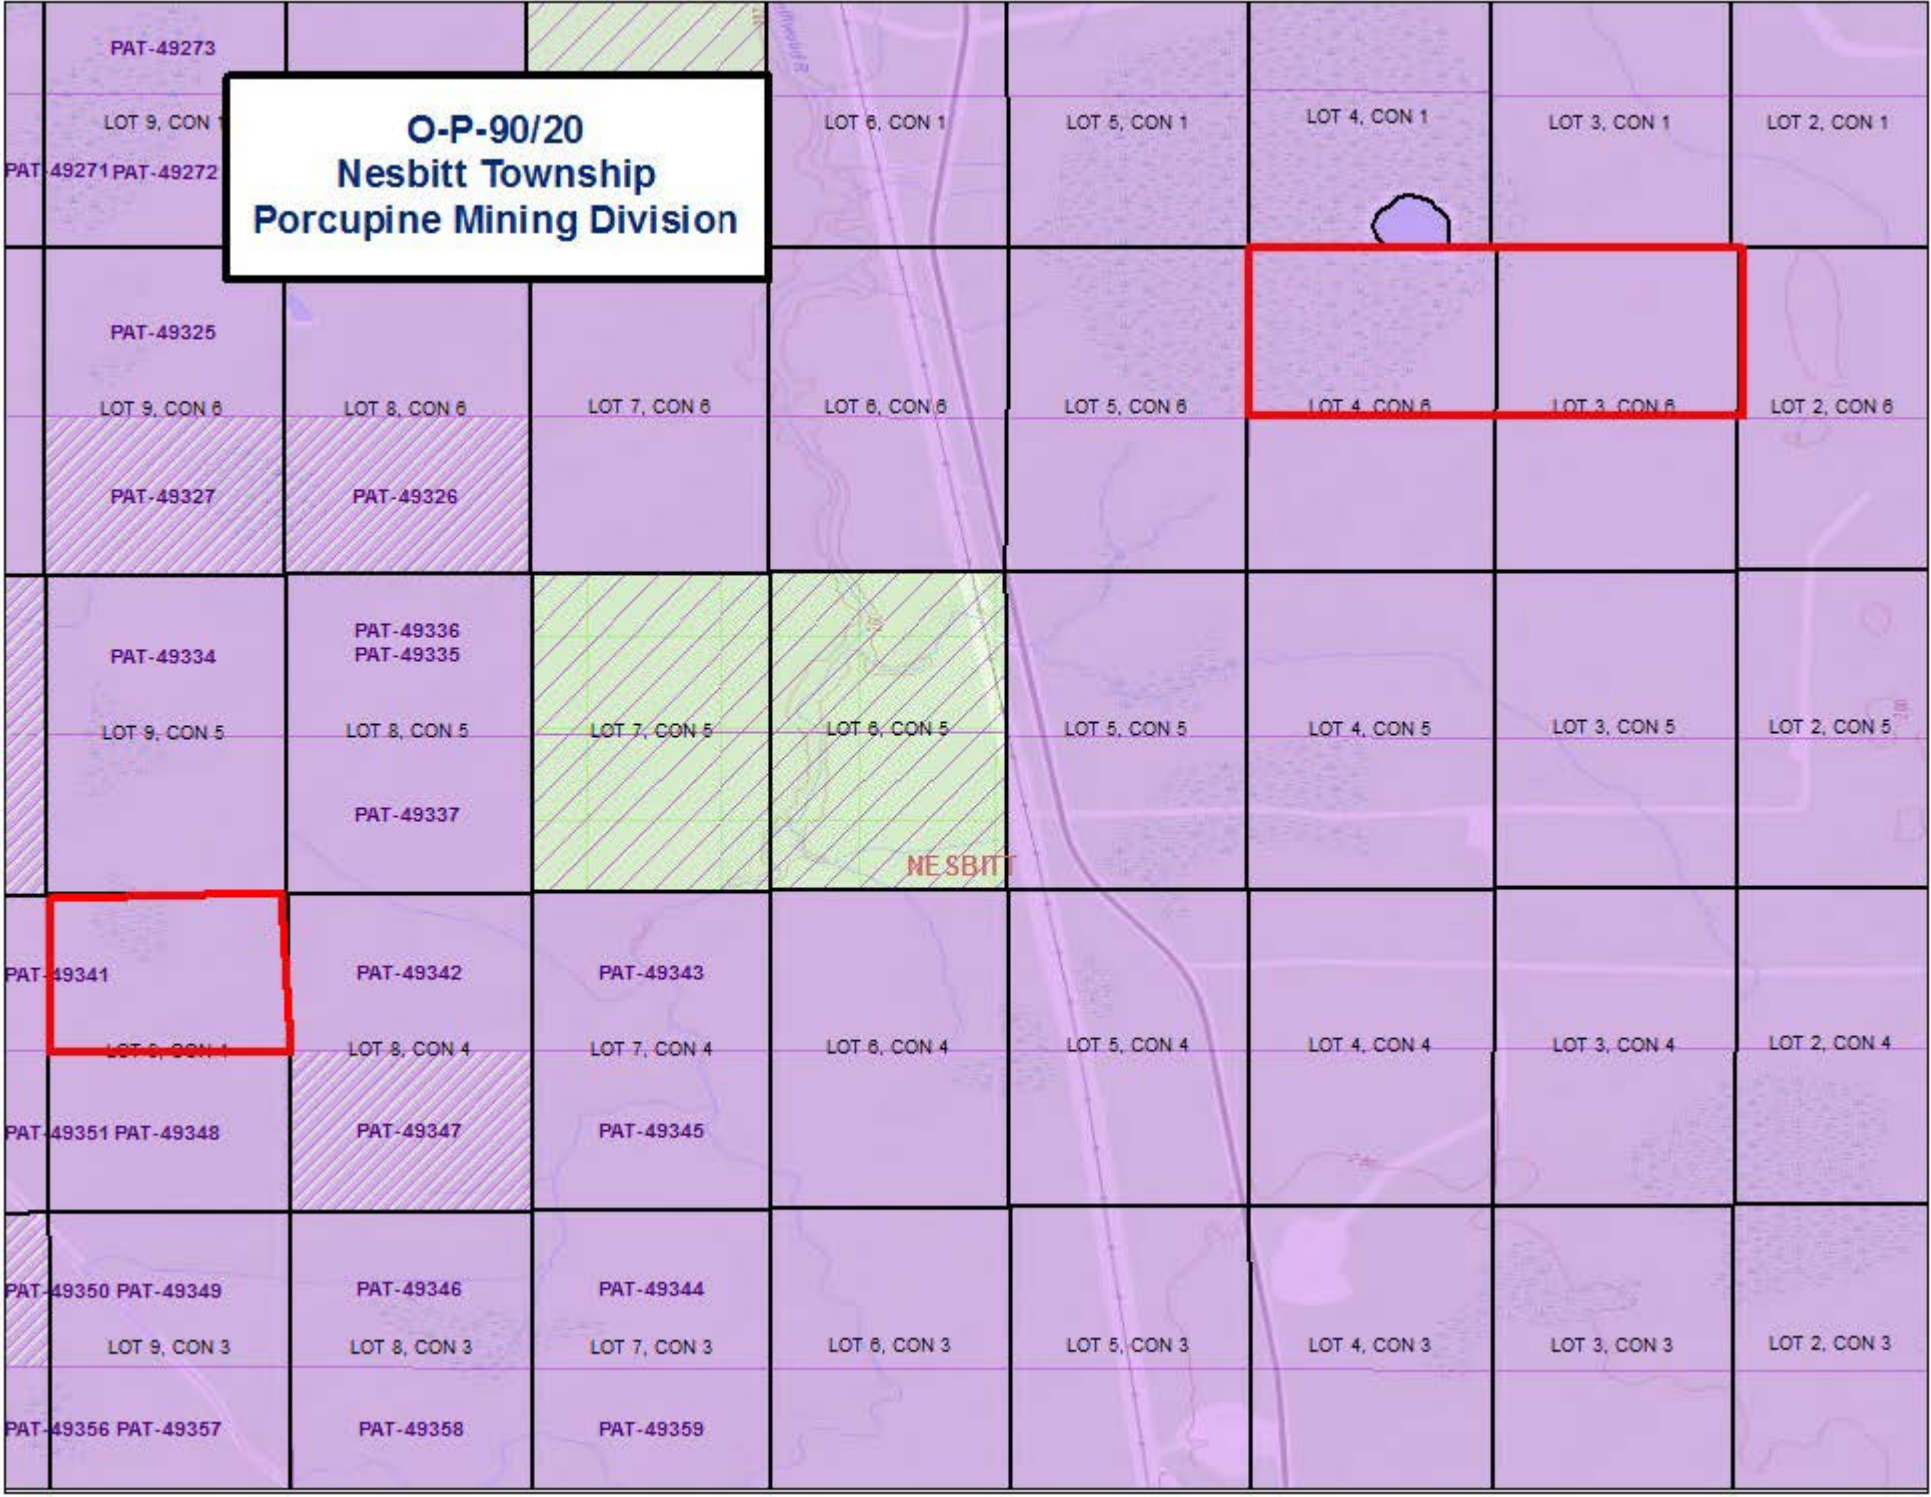 PAT-49273
O-P-90/20
Nesbitt Township
Porcupine Mining Division
LOT 9, CON 1
LOT 6, CON 1
LOT 5, CON 1
LOT 4, CON 1
LOT 3, CON 1
LOT 2, CON 1
PAT-49271 PAT-49272
PAT-49325
LOT 9, CON 6
LOT 8, CON 6
LOT 7, CON 6
LOT 6, CON 6
LOT 5, CON 6
LOT 4, CON 6
LOT 3, CON 6
LOT 2, CON 6
PAT-49327
PAT-49326
PAT-49334
PAT-49336
PAT-49335
LOT 9, CON 5
LOT 8, CON 5
LOT 7, CON 5
LOT 6, CON 5
LOT 5, CON 5
LOT 4, CON 5
LOT 3, CON 5
LOT 2, CON 5
PAT-49337
NESBITT
PAT-49341
PAT-49342
PAT-49343
LOT 9, CON 4
LOT 8, CON 4
LOT 7, CON 4
LOT 6, CON 4
LOT 5, CON 4
LOT 4, CON 4
LOT 3, CON 4
LOT 2, CON 4
PAT-49351 PAT-49348
PAT-49347
PAT-49345
PAT-49350 PAT-49349
PAT-49346
PAT-49344
LOT 9, CON 3
LOT 8, CON 3
LOT 7, CON 3
LOT 6, CON 3
LOT 5, CON 3
LOT 4, CON 3
LOT 3, CON 3
LOT 2, CON 3
PAT-49356 PAT-49357
PAT-49358
PAT-49359